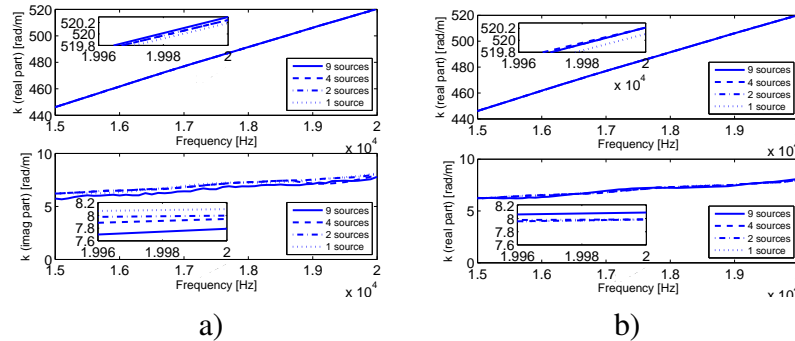 520
500
480
460
440
k (real part) [rad/m]
520.2
520
519.8
1.996
1.998
2
9 sources
4 sources
2 sources
1 source
1.5
1.6
1.7
1.8
1.9
2
Frequency [Hz]
x 10⁴
10
5
0
k (imag part) [rad/m]
8.2
8
7.8
7.6
1.996
1.998
2
9 sources
4 sources
2 sources
1 source
1.5
1.6
1.7
1.8
1.9
2
Frequency [Hz]
x 10⁴
a)
520
500
480
460
440
k (real part) [rad/m]
520.2
520
519.8
1.996
1.998
2
x 10⁴
9 sources
4 sources
2 sources
1 source
1.5
1.6
1.7
1.8
1.9
Frequency [Hz]
x 10
10
5
0
k (real part) [rad/m]
8.2
8
7.8
7.6
1.996
1.998
2
9 sources
4 sources
2 sources
1 source
1.5
1.6
1.7
1.8
1.9
Frequency [Hz]
x 10
b)